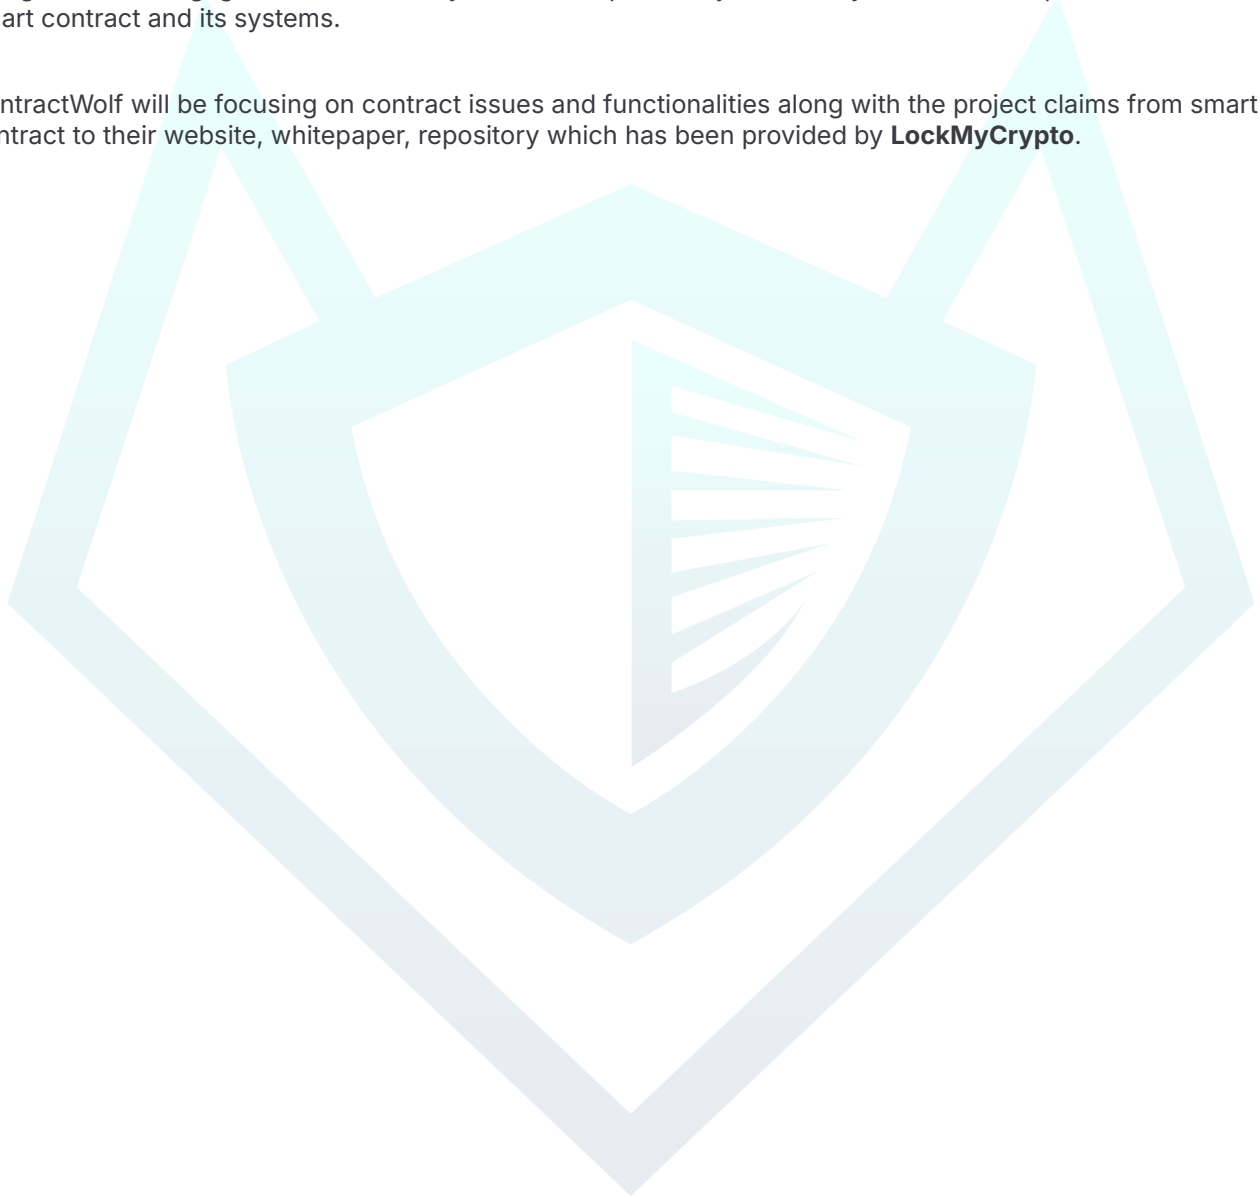 art contract and its systems.
ntractWolf will be focusing on contract issues and functionalities along with the project claims from smart
ntract to their website, whitepaper, repository which has been provided by LockMyCrypto.